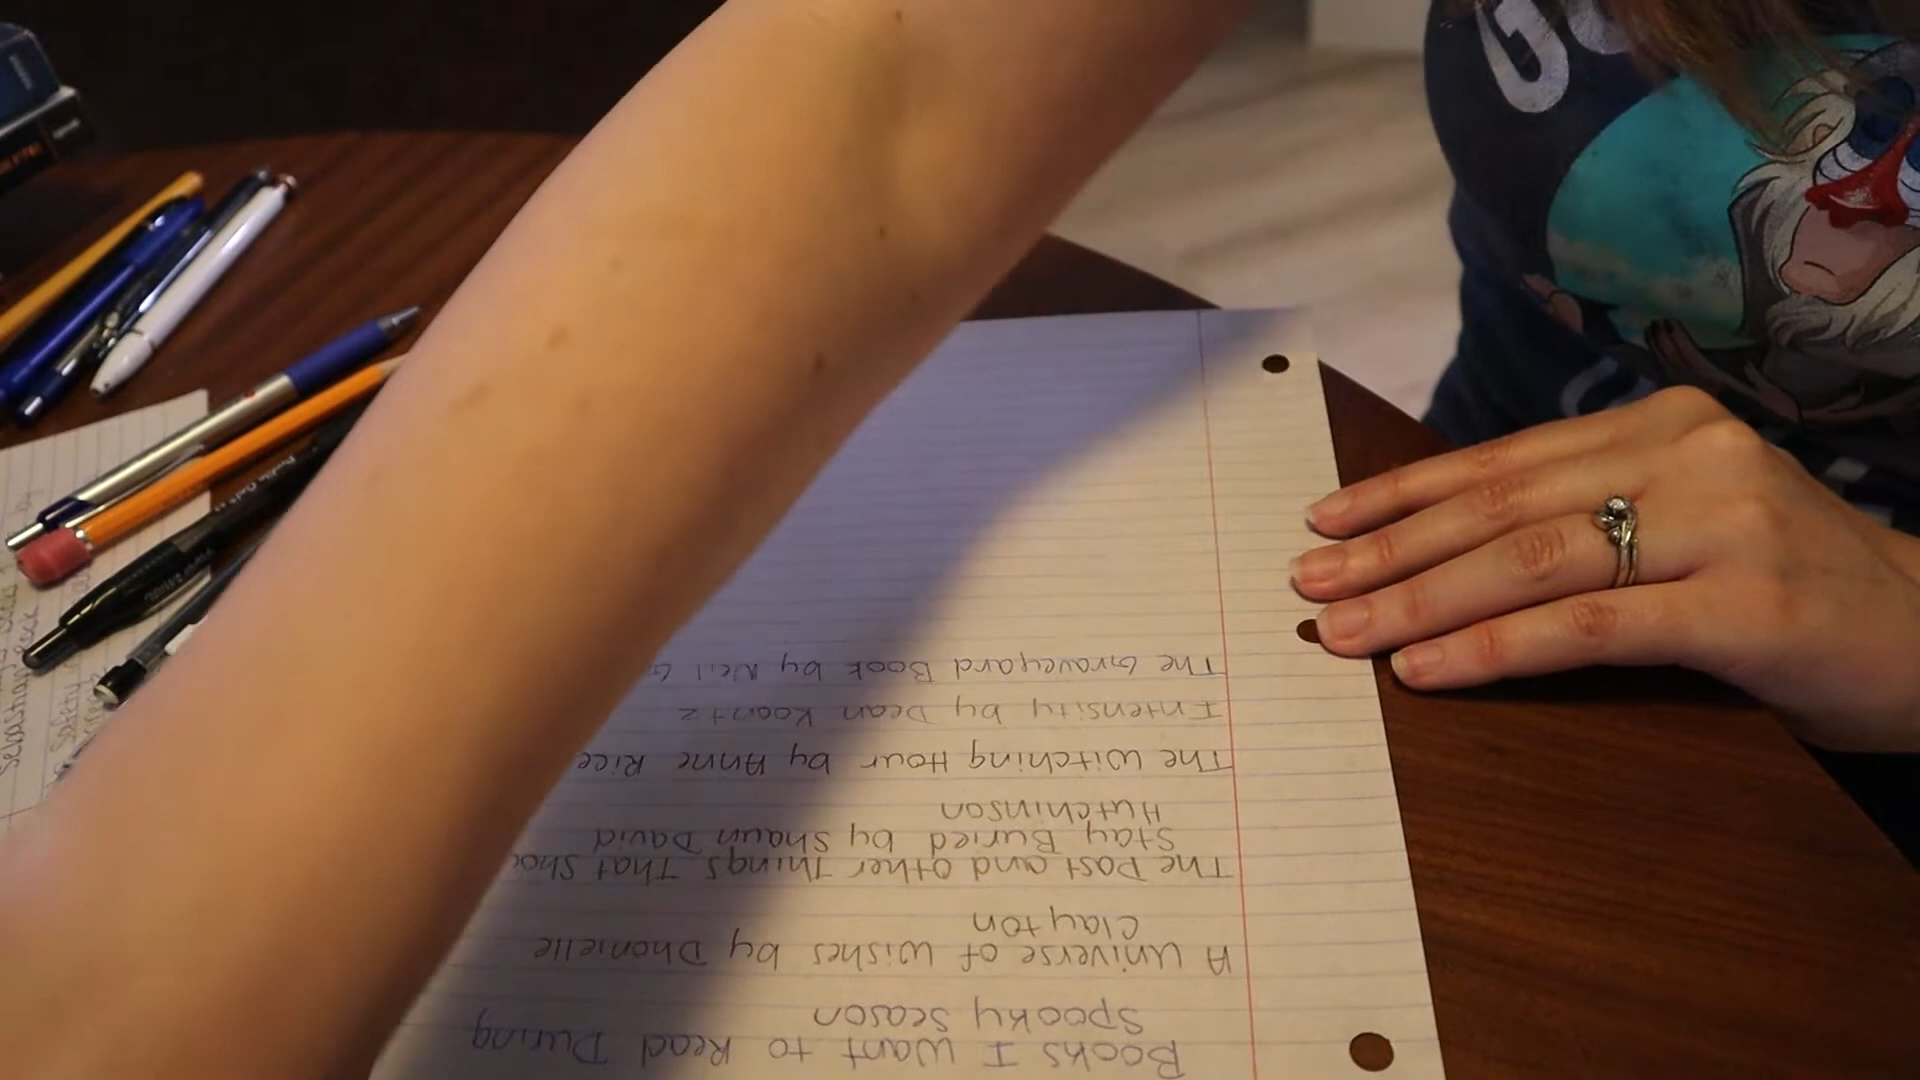 Books I Want to Read During
Spooky Season
A Universe of Wishes by Dhonielle
Clayton
The Past and Other Things That
Stay Buried by Shaun David
Hutchinson
The Witching Hour by Anne Rice
Intensity by Dean Koontz
The Graveyard Book by Neil